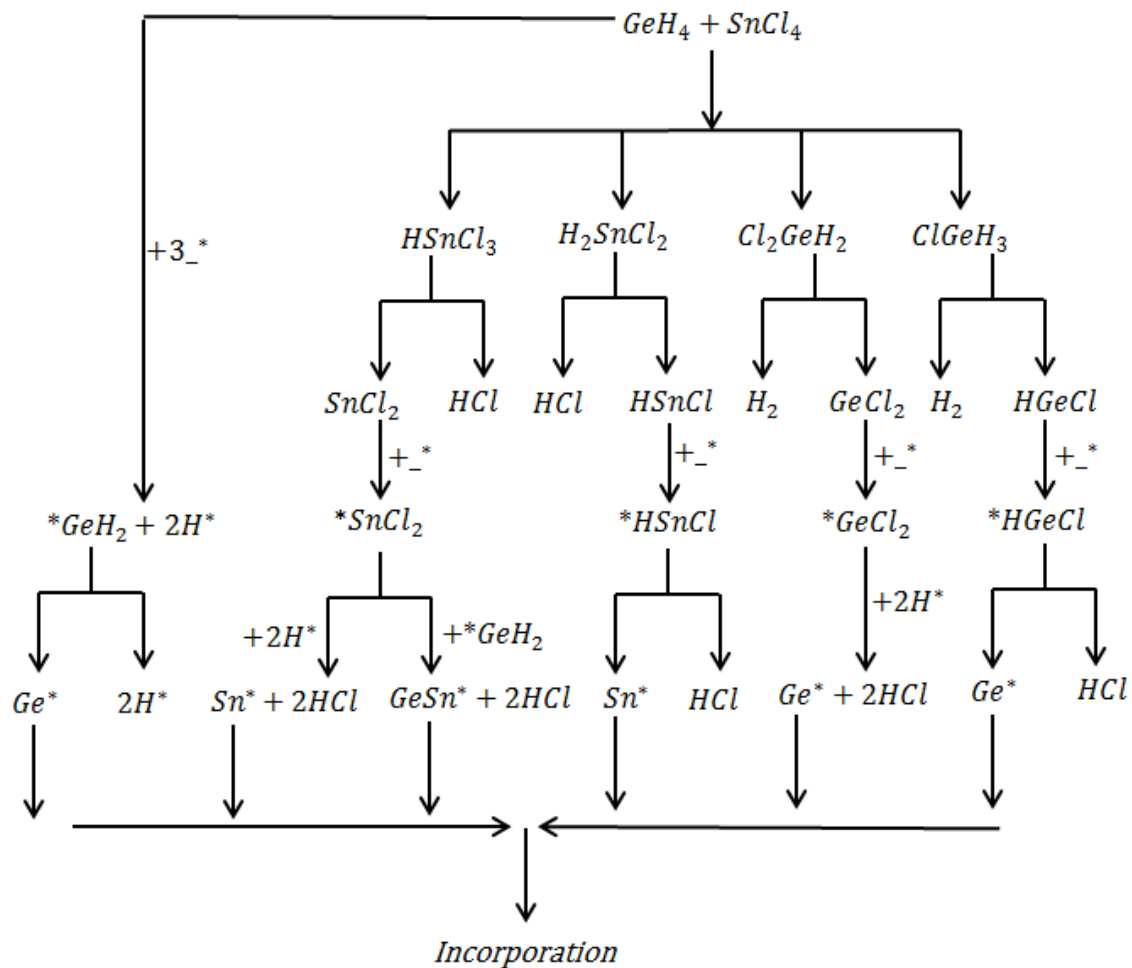 GeH₄ + SnCl₄
+3_*
HSnCl₃ H₂SnCl₂ Cl₂GeH₂ ClGeH₃
SnCl₂ HCl HCl HSnCl H₂ GeCl₂ H₂ HGeCl
+_* +_* +_* +_*
*GeH₂ + 2H* *SnCl₂ *HSnCl *GeCl₂ *HGeCl
+2H* +*GeH₂ +2H*
Ge* 2H* Sn* + 2HCl GeSn* + 2HCl Sn* HCl Ge* + 2HCl Ge* HCl
Incorporation